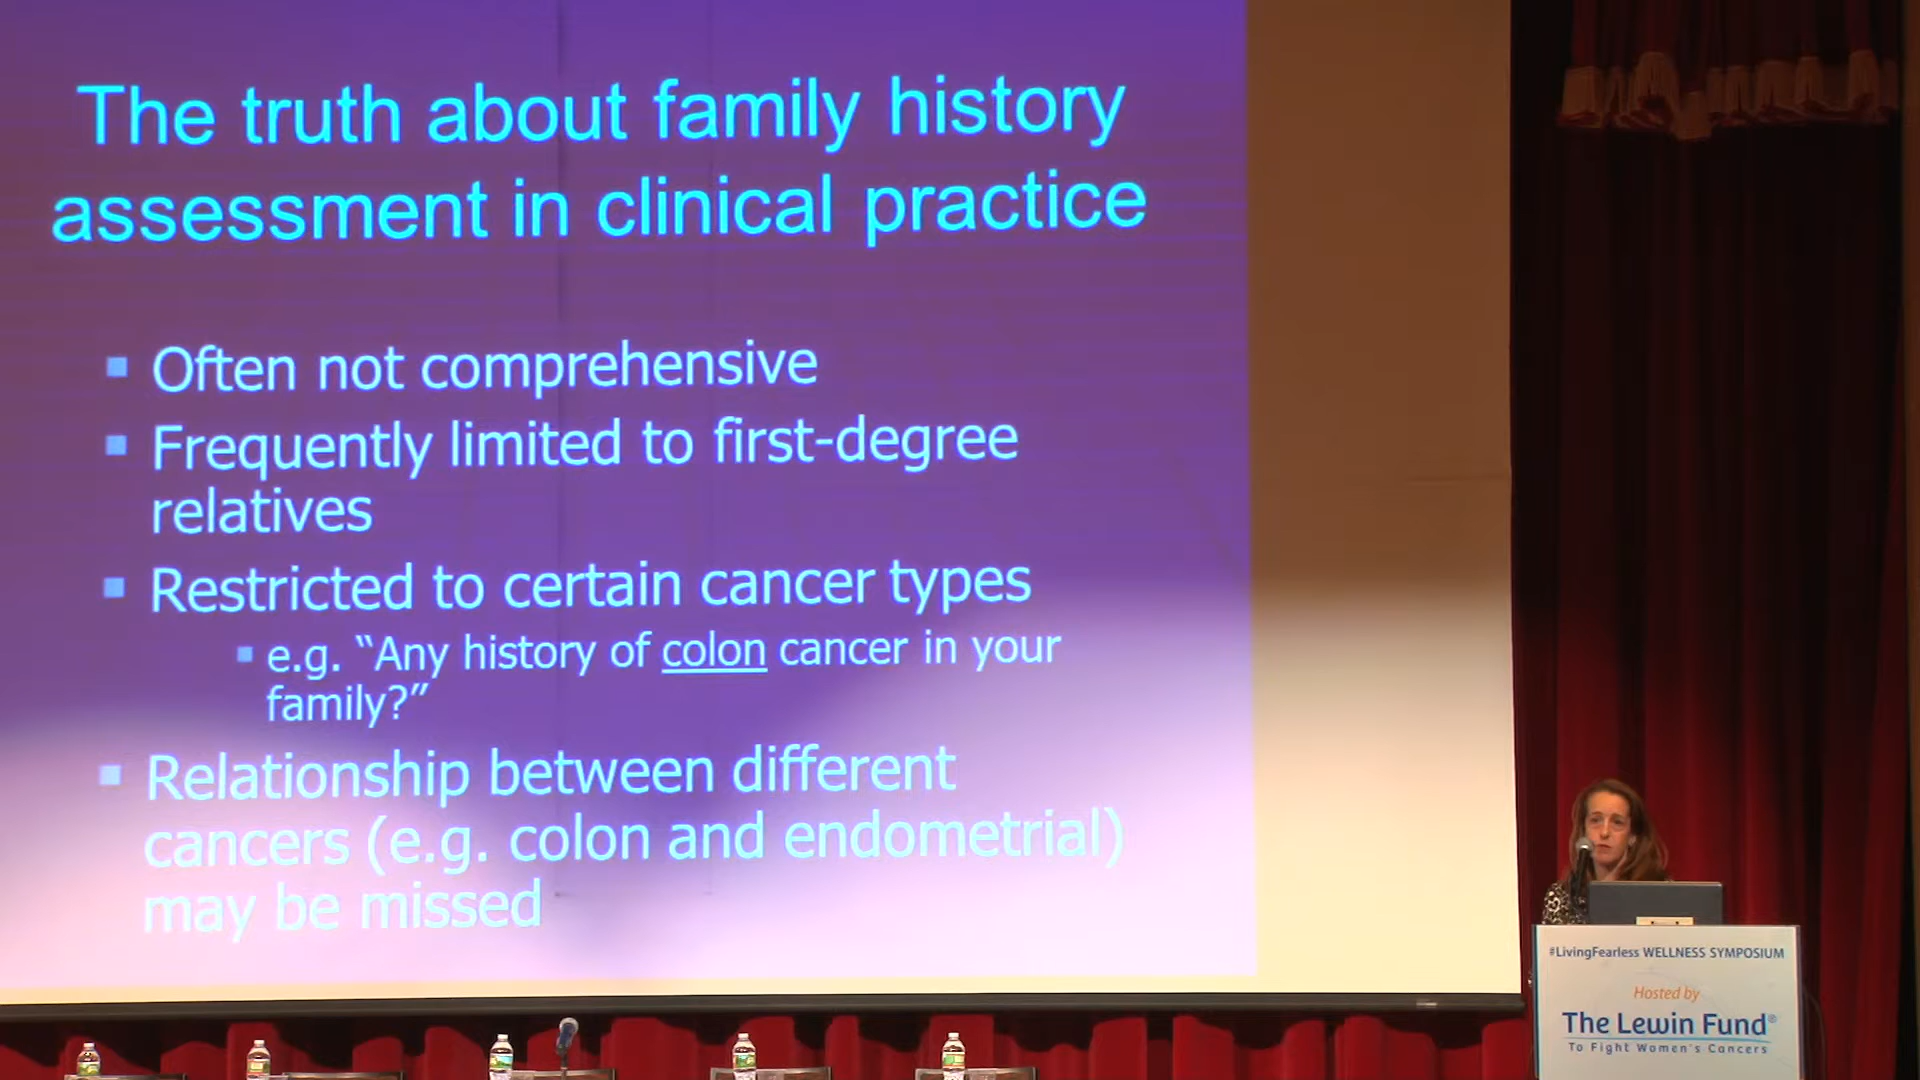 The truth about family history
assessment in clinical practice
▪ Often not comprehensive
▪ Frequently limited to first-degree
relatives
▪ Restricted to certain cancer types
▪ e.g. “Any history of colon cancer in your
family?”
▪ Relationship between different
cancers (e.g. colon and endometrial)
may be missed
#LivingFearless WELLNESS SYMPOSIUM
Hosted by
The Lewin Fund®
To Fight Women's Cancers